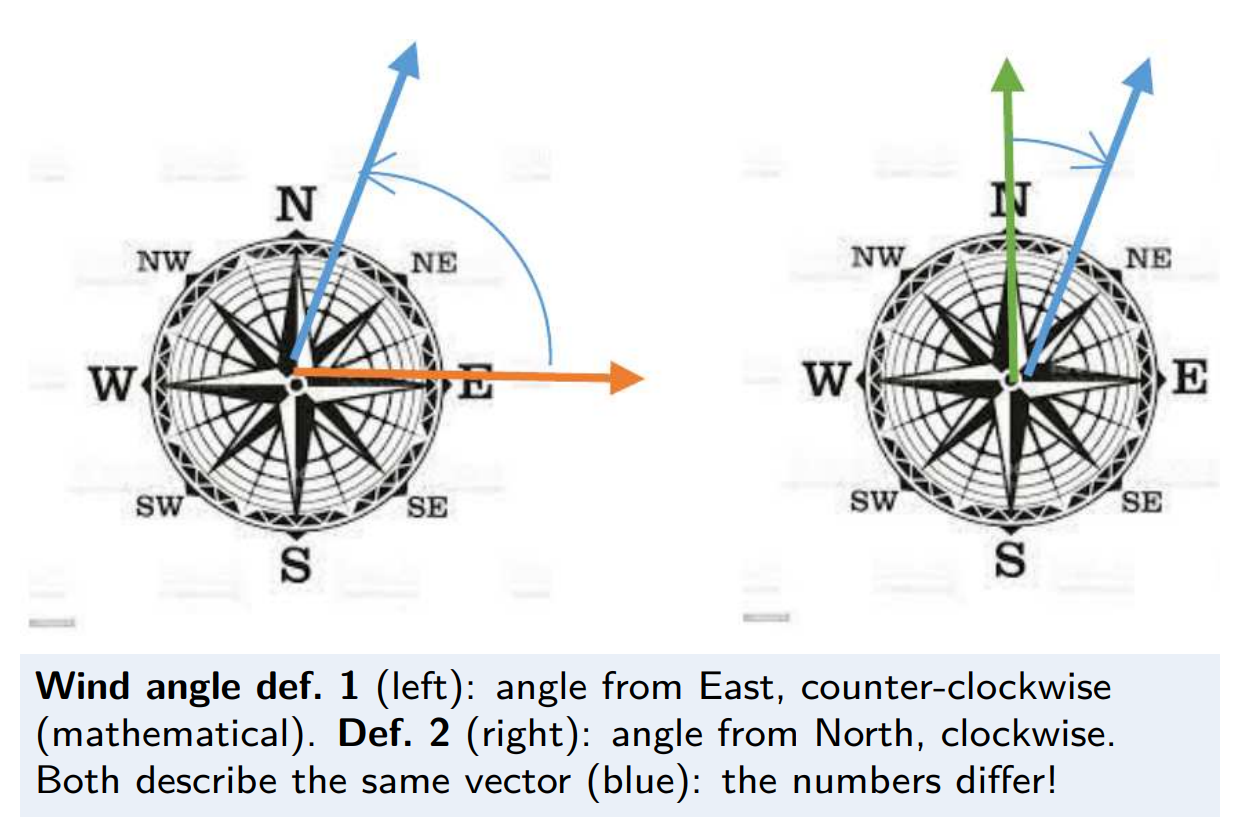 N
NW
NE
W
E
SW
SE
S
N
NW
NE
W
E
SW
SE
S
Wind angle def. 1 (left): angle from East, counter-clockwise
(mathematical). Def. 2 (right): angle from North, clockwise.
Both describe the same vector (blue): the numbers differ!